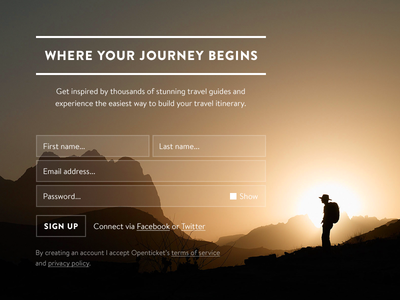 WHERE YOUR JOURNEY BEGINS
Get inspired by thousands of stunning travel guides and
experience the easiest way to build your travel itinerary.
First name...
Last name...
Email address...
Password...
Show
SIGN UP
Connect via Facebook or Twitter
By creating an account I accept Openticket's terms of service
and privacy policy.